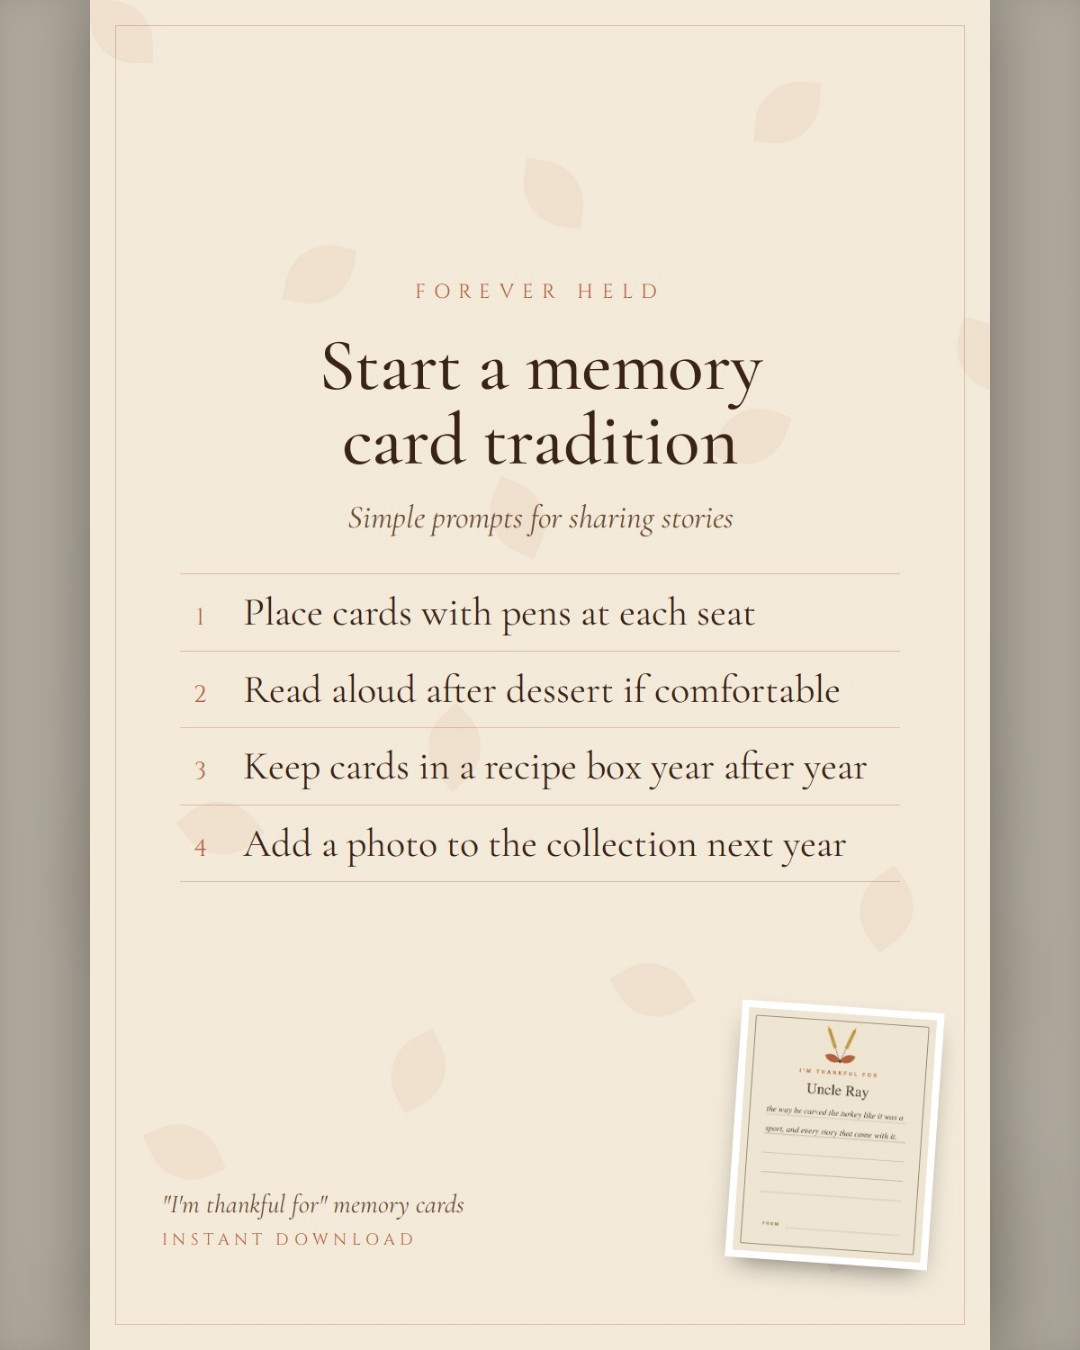 FOREVER HELD
Start a memory
card tradition
Simple prompts for sharing stories
1 Place cards with pens at each seat
2 Read aloud after dessert if comfortable
3 Keep cards in a recipe box year after year
4 Add a photo to the collection next year
I'M THANKFUL FOR
Uncle Ray
the way he carved the turkey like it was a
sport, and every story that came with it.
FROM
"I'm thankful for" memory cards
INSTANT DOWNLOAD